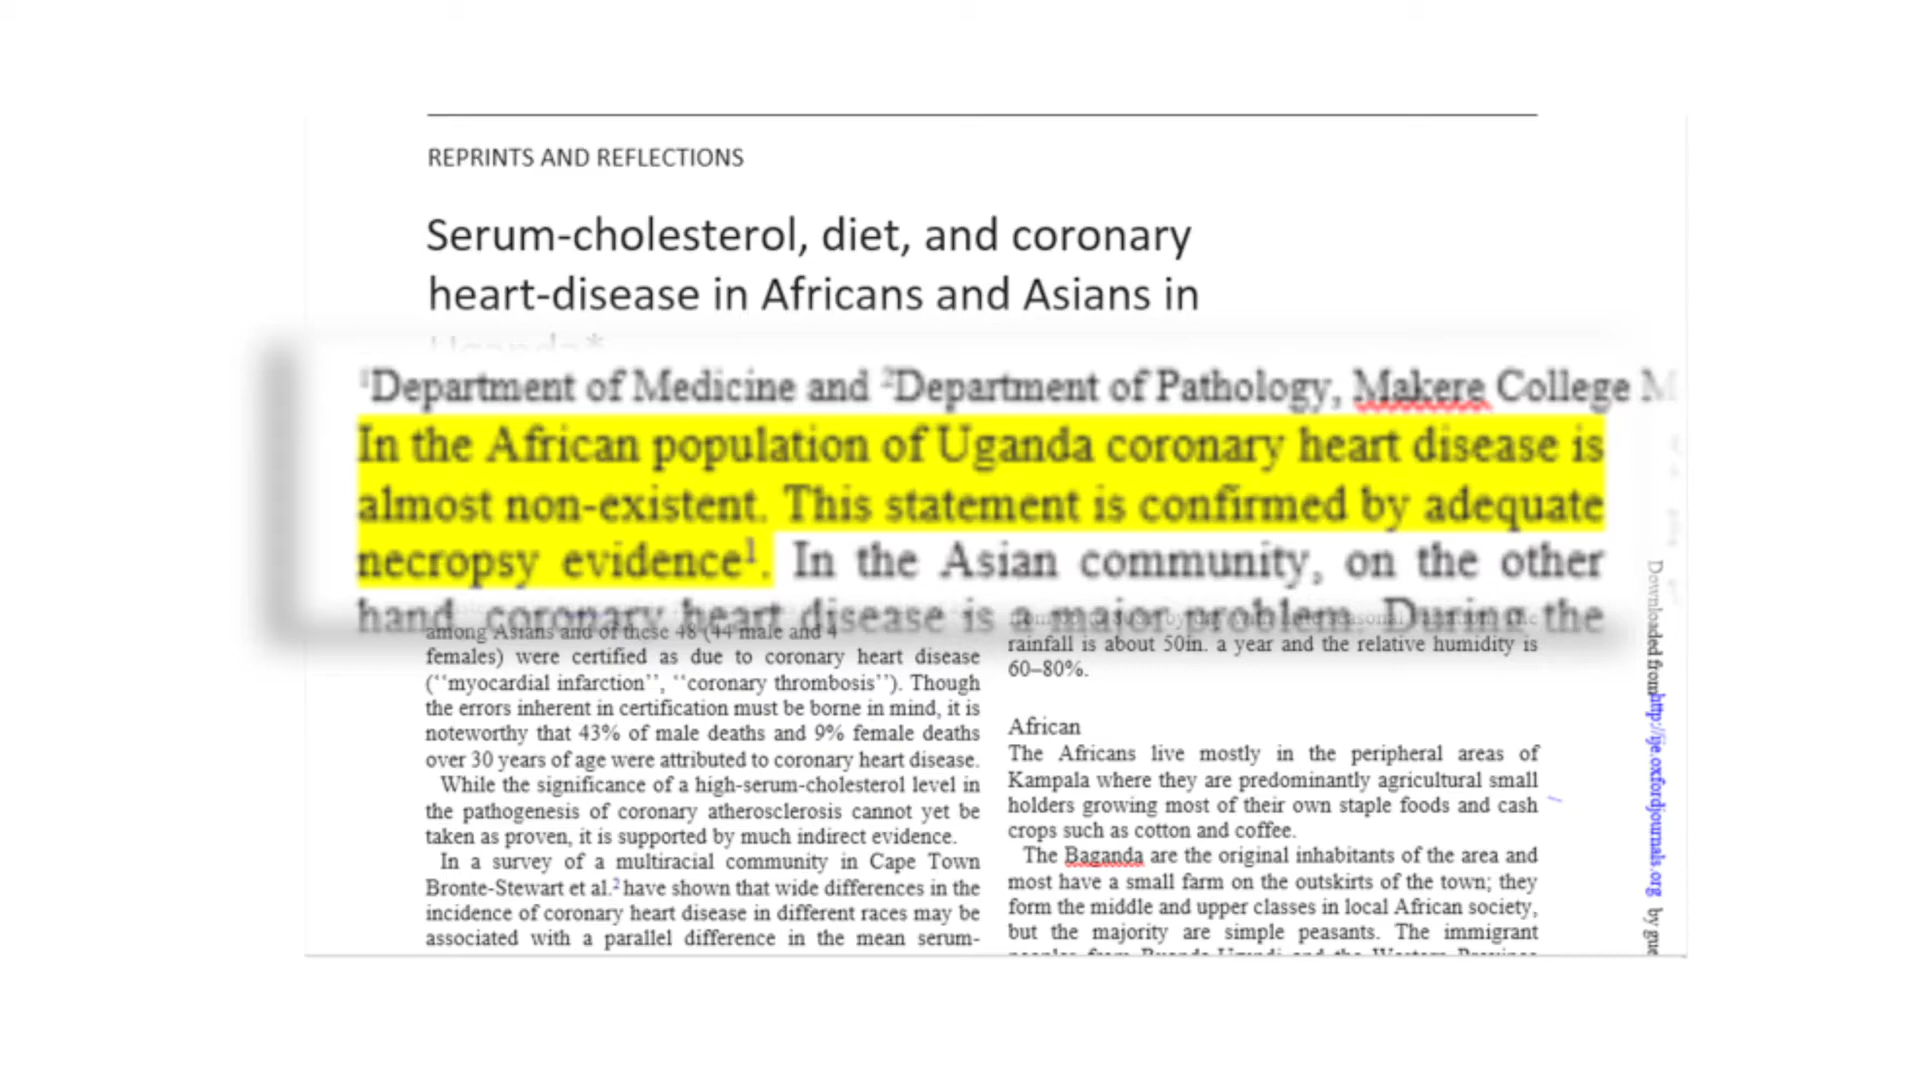 REPRINTS AND REFLECTIONS
Serum-cholesterol, diet, and coronary
heart-disease in Africans and Asians in
Uganda*
¹Department of Medicine and ²Department of Pathology, Makere College M
In the African population of Uganda coronary heart disease is
almost non-existent. This statement is confirmed by adequate
necropsy evidence¹. In the Asian community, on the other
hand, coronary heart disease is a major problem. During the
among Asians and of these 48 (44 male and 4
females) were certified as due to coronary heart disease
(‘‘myocardial infarction’’, ‘‘coronary thrombosis’’). Though
the errors inherent in certification must be borne in mind, it is
noteworthy that 43% of male deaths and 9% female deaths
over 30 years of age were attributed to coronary heart disease.
While the significance of a high-serum-cholesterol level in
the pathogenesis of coronary atherosclerosis cannot yet be
taken as proven, it is supported by much indirect evidence.
In a survey of a multiracial community in Cape Town
Bronte-Stewart et al.² have shown that wide differences in the
incidence of coronary heart disease in different races may be
associated with a parallel difference in the mean serum-
rainfall is about 50in. a year and the relative humidity is
60–80%.
African
The Africans live mostly in the peripheral areas of
Kampala where they are predominantly agricultural small
holders growing most of their own staple foods and cash
crops such as cotton and coffee.
The Baganda are the original inhabitants of the area and
most have a small farm on the outskirts of the town; they
form the middle and upper classes in local African society,
but the majority are simple peasants. The immigrant
Downloaded from http://ije.oxfordjournals.org by gue